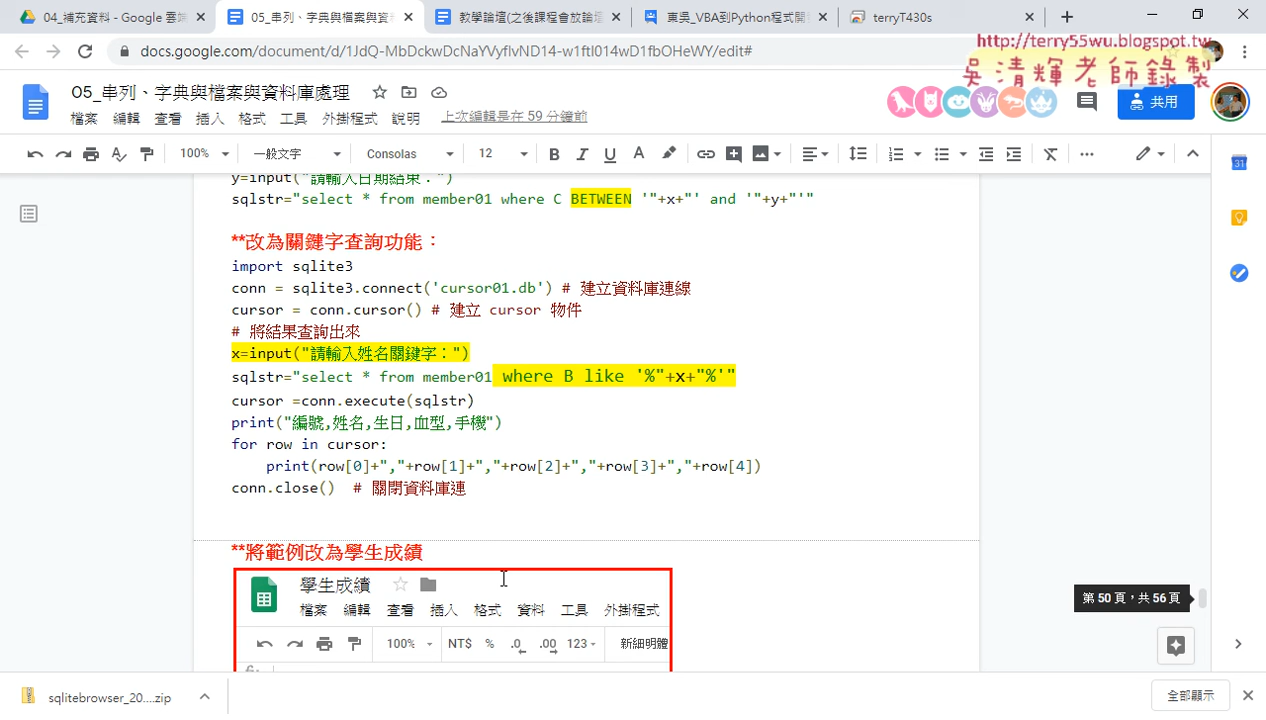 04_補充資料 - Google 雲端
05_串列、字典與檔案與資
教學論壇(之後課程會放論壇
東吳_VBA到Python程式開
terryT430s
docs.google.com/document/d/1JdQ-MbDckwDcNaYVyfIvND14-w1ftI014wD1fbOHeWY/edit#
http://terry55wu.blogspot.tw
吳清輝老師錄製
05_串列、字典與檔案與資料庫處理
檔案 編輯 查看 插入 格式 工具 外掛程式 說明 上次編輯是在 59 分鐘前
共用
100% 一般文字 Consolas 12 B I U A
31
y=input("請輸入日期結束：")
sqlstr="select * from member01 where C BETWEEN '"+x+"' and '"+y+"'"
**改為關鍵字查詢功能：
import sqlite3
conn = sqlite3.connect('cursor01.db') # 建立資料庫連線
cursor = conn.cursor() # 建立 cursor 物件
# 將結果查詢出來
x=input("請輸入姓名關鍵字：")
sqlstr="select * from member01 where B like '%"+x+"%'"
cursor =conn.execute(sqlstr)
print("編號,姓名,生日,血型,手機")
for row in cursor:
print(row[0]+","+row[1]+","+row[2]+","+row[3]+","+row[4])
conn.close() # 關閉資料庫連
**將範例改為學生成績
學生成績
檔案 編輯 查看 插入 格式 資料 工具 外掛程式
100% NT$ % .0 .00 123 新細明體
第 50 頁，共 56 頁
sqlitebrowser_20....zip
全部顯示